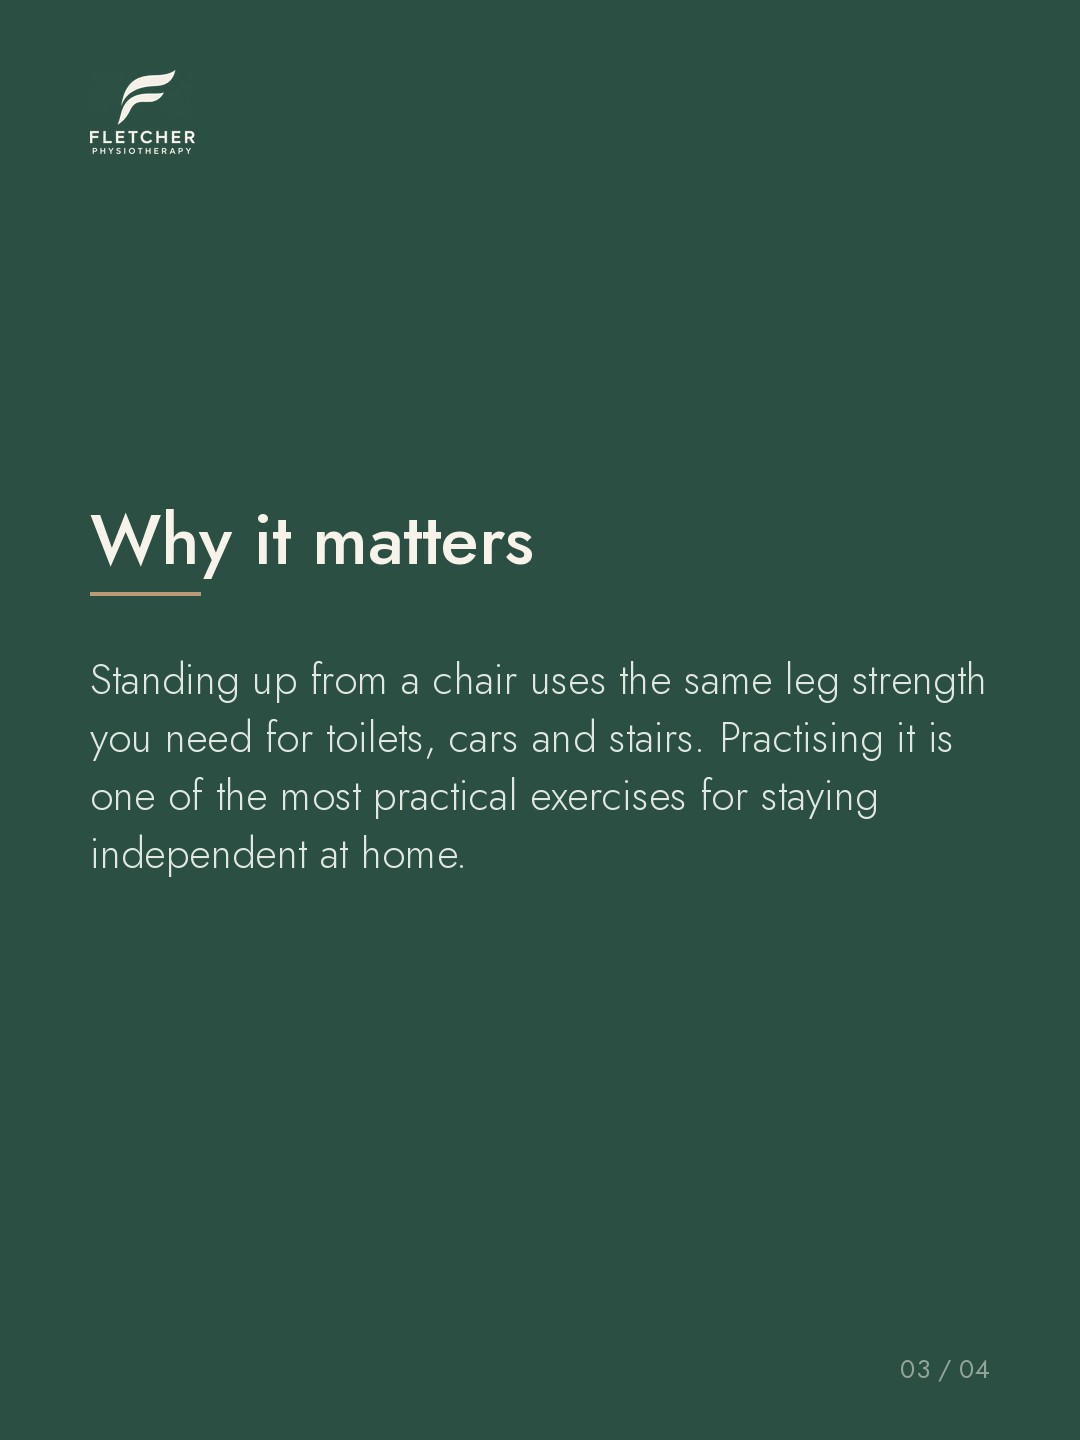 FLETCHER
PHYSIOTHERAPY
Why it matters
Standing up from a chair uses the same leg strength
you need for toilets, cars and stairs. Practising it is
one of the most practical exercises for staying
independent at home.
03 / 04